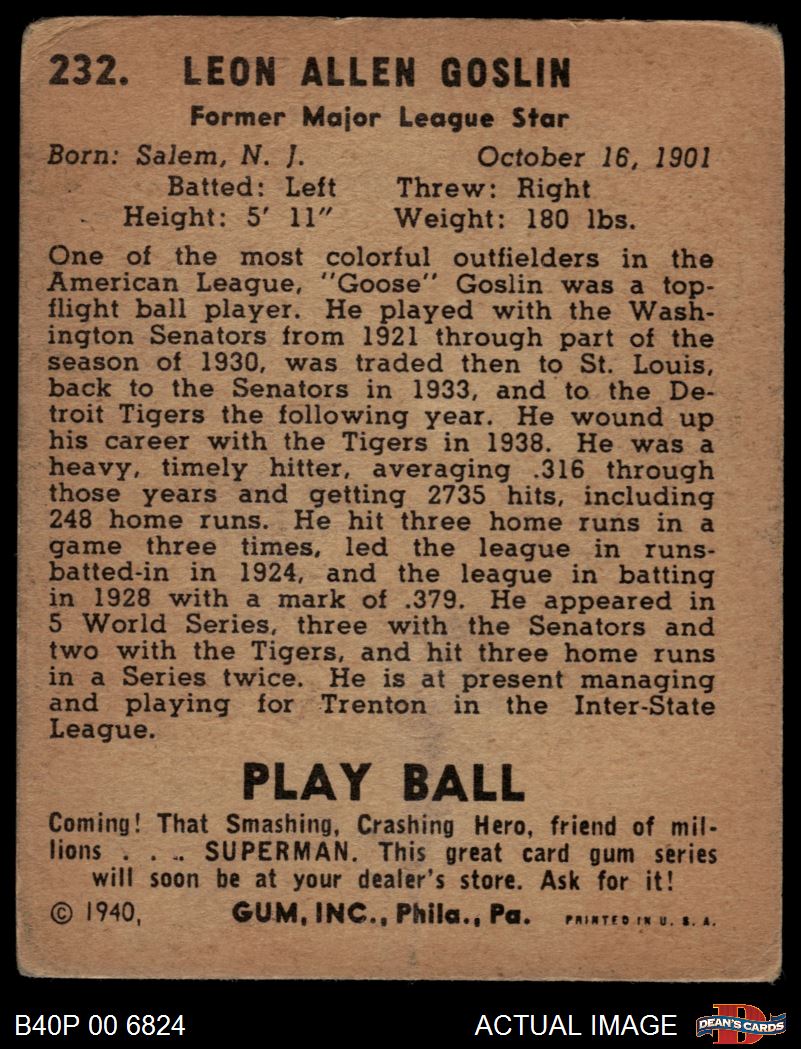 232. LEON ALLEN GOSLIN
Former Major League Star
Born: Salem, N. J. October 16, 1901
Batted: Left Threw: Right
Height: 5' 11" Weight: 180 lbs.
One of the most colorful outfielders in the
American League, "Goose" Goslin was a top-
flight ball player. He played with the Wash-
ington Senators from 1921 through part of the
season of 1930, was traded then to St. Louis,
back to the Senators in 1933, and to the De-
troit Tigers the following year. He wound up
his career with the Tigers in 1938. He was a
heavy, timely hitter, averaging .316 through
those years and getting 2735 hits, including
248 home runs. He hit three home runs in a
game three times, led the league in runs-
batted-in in 1924, and the league in batting
in 1928 with a mark of .379. He appeared in
5 World Series, three with the Senators and
two with the Tigers, and hit three home runs
in a Series twice. He is at present managing
and playing for Trenton in the Inter-State
League.
PLAY BALL
Coming! That Smashing, Crashing Hero, friend of mil-
lions . . . SUPERMAN. This great card gum series
will soon be at your dealer's store. Ask for it!
© 1940, GUM, INC., Phila., Pa. PRINTED IN U. S. A.
B40P 00 6824 ACTUAL IMAGE D DEAN'S CARDS